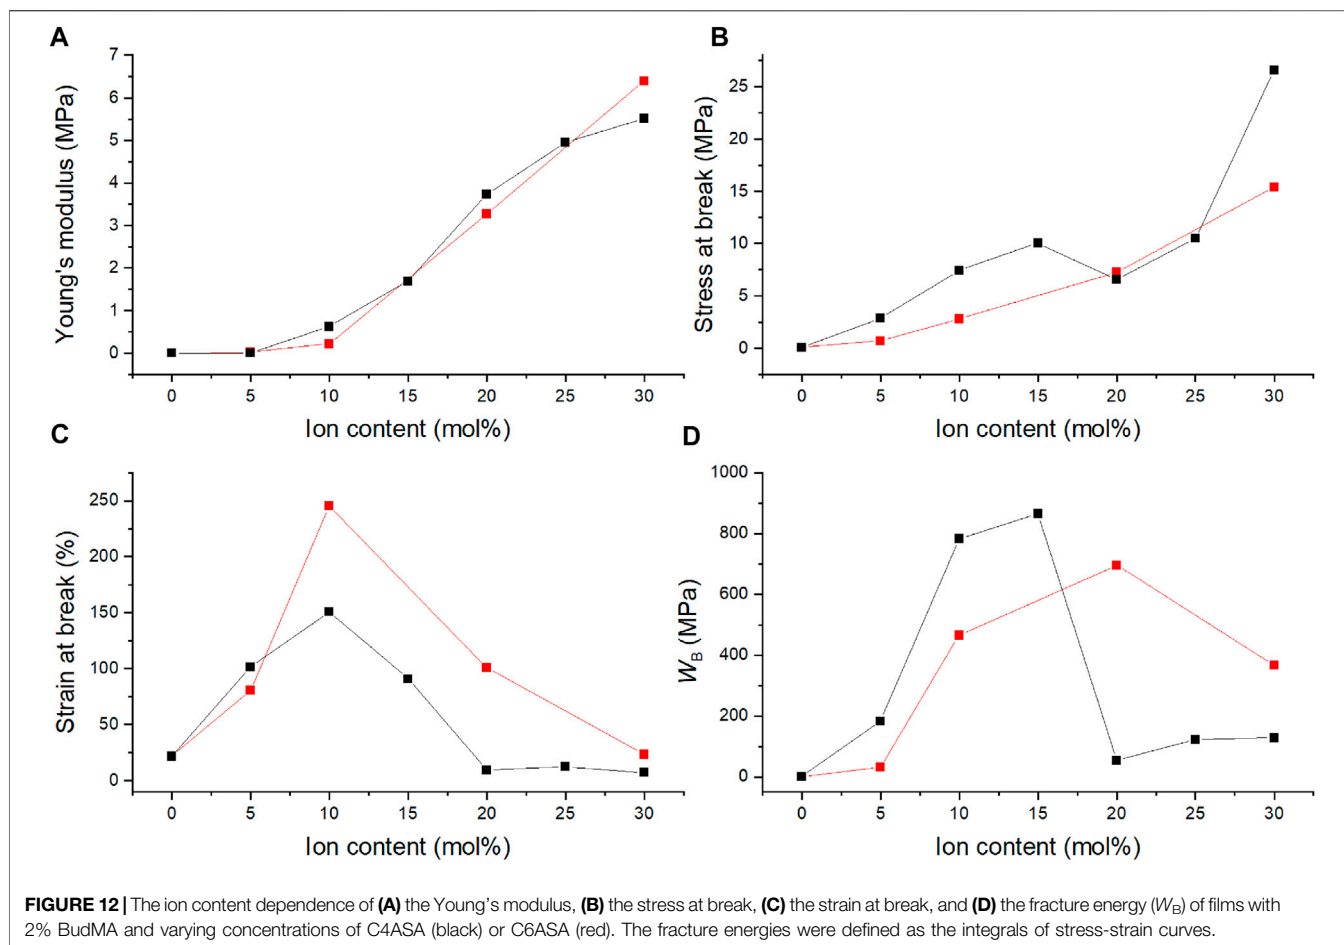 A
Young's modulus (MPa)
7
6
5
4
3
2
1
0
0 5 10 15 20 25 30
Ion content (mol%)
B
Stress at break (MPa)
25
20
15
10
5
0
0 5 10 15 20 25 30
Ion content (mol%)
C
Strain at break (%)
250
200
150
100
50
0
0 5 10 15 20 25 30
Ion content (mol%)
D
W_B (MPa)
1000
800
600
400
200
0
0 5 10 15 20 25 30
Ion content (mol%)
FIGURE 12 | The ion content dependence of (A) the Young's modulus, (B) the stress at break, (C) the strain at break, and (D) the fracture energy (W_B) of films with
2% BudMA and varying concentrations of C4ASA (black) or C6ASA (red). The fracture energies were defined as the integrals of stress-strain curves.